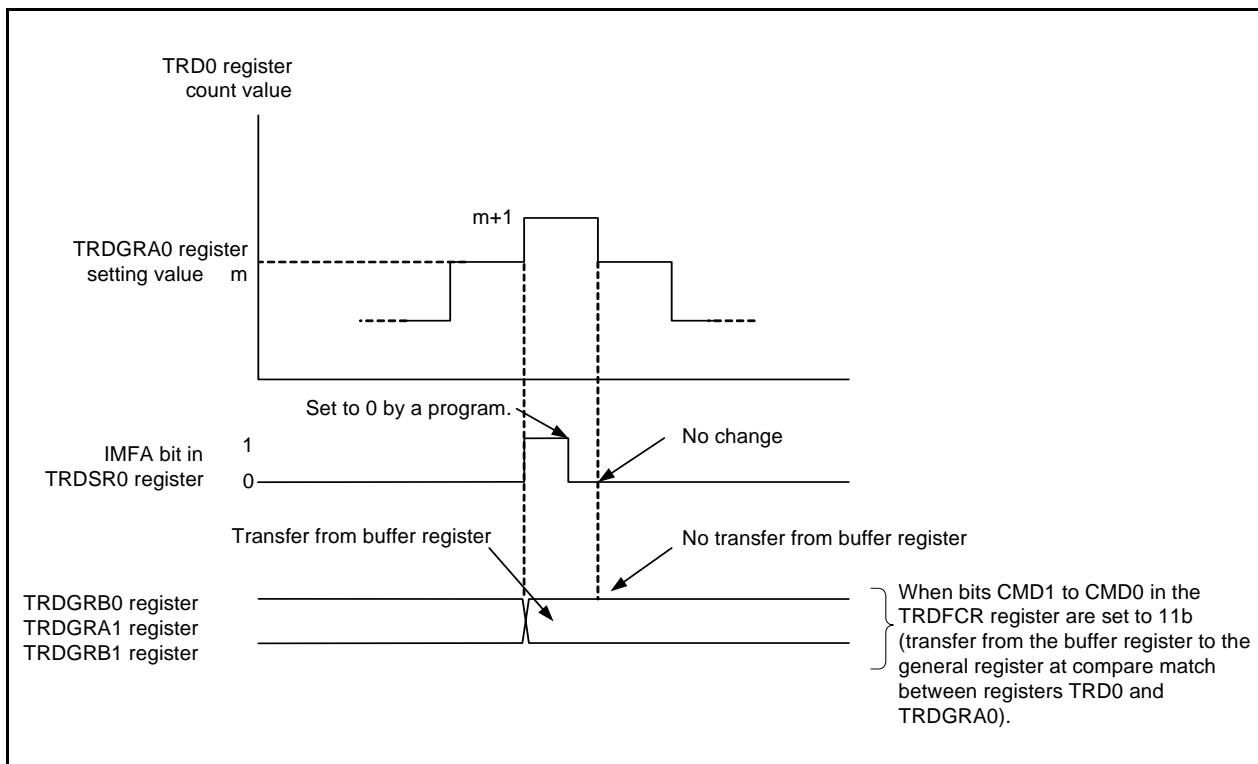 TRD0 register
count value
m+1
TRDGRA0 register
setting value m
Set to 0 by a program.
No change
IMFA bit in
TRDSR0 register
1
0
Transfer from buffer register
No transfer from buffer register
TRDGRB0 register
TRDGRA1 register
TRDGRB1 register
When bits CMD1 to CMD0 in the
TRDFCR register are set to 11b
(transfer from the buffer register to the
general register at compare match
between registers TRD0 and
TRDGRA0).